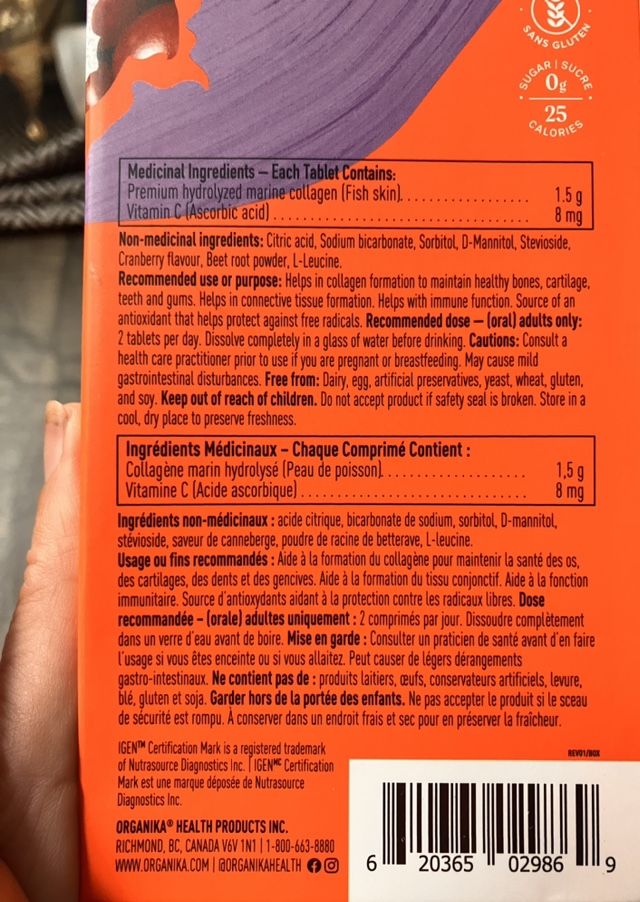 SANS GLUTEN
SUGAR | SUCRE
0g
25
CALORIES
Medicinal Ingredients – Each Tablet Contains:
Premium hydrolyzed marine collagen (Fish skin). . . . . . . . . . . . . . . . . 1.5 g
Vitamin C (Ascorbic acid) . . . . . . . . . . . . . . . . . . . . . . . . . . . . . . . . . . 8 mg
Non-medicinal ingredients: Citric acid, Sodium bicarbonate, Sorbitol, D-Mannitol, Stevioside,
Cranberry flavour, Beet root powder, L-Leucine.
Recommended use or purpose: Helps in collagen formation to maintain healthy bones, cartilage,
teeth and gums. Helps in connective tissue formation. Helps with immune function. Source of an
antioxidant that helps protect against free radicals. Recommended dose – (oral) adults only:
2 tablets per day. Dissolve completely in a glass of water before drinking. Cautions: Consult a
health care practitioner prior to use if you are pregnant or breastfeeding. May cause mild
gastrointestinal disturbances. Free from: Dairy, egg, artificial preservatives, yeast, wheat, gluten,
and soy. Keep out of reach of children. Do not accept product if safety seal is broken. Store in a
cool, dry place to preserve freshness.
Ingrédients Médicinaux – Chaque Comprimé Contient :
Collagène marin hydrolysé (Peau de poisson). . . . . . . . . . . . . . . . . . . . 1,5 g
Vitamine C (Acide ascorbique) . . . . . . . . . . . . . . . . . . . . . . . . . . . . . . 8 mg
Ingrédients non-médicinaux : acide citrique, bicarbonate de sodium, sorbitol, D-mannitol,
stévioside, saveur de canneberge, poudre de racine de betterave, L-leucine.
Usage ou fins recommandés : Aide à la formation du collagène pour maintenir la santé des os,
des cartilages, des dents et des gencives. Aide à la formation du tissu conjonctif. Aide à la fonction
immunitaire. Source d'antioxydants aidant à la protection contre les radicaux libres. Dose
recommandée – (orale) adultes uniquement : 2 comprimés par jour. Dissoudre complètement
dans un verre d'eau avant de boire. Mise en garde : Consulter un praticien de santé avant d'en faire
l'usage si vous êtes enceinte ou si vous allaitez. Peut causer de légers dérangements
gastro-intestinaux. Ne contient pas de : produits laitiers, œufs, conservateurs artificiels, levure,
blé, gluten et soja. Garder hors de la portée des enfants. Ne pas accepter le produit si le sceau
de sécurité est rompu. À conserver dans un endroit frais et sec pour en préserver la fraîcheur.
IGEN™ Certification Mark is a registered trademark
of Nutrasource Diagnostics Inc. | IGENᴹᶜ Certification
Mark est une marque déposée de Nutrasource
Diagnostics Inc.
ORGANIKA® HEALTH PRODUCTS INC.
RICHMOND, BC, CANADA V6V 1N1 | 1-800-663-8880
WWW.ORGANIKA.COM | @ORGANIKAHEALTH
REV01/BOX
6 20365 02986 9